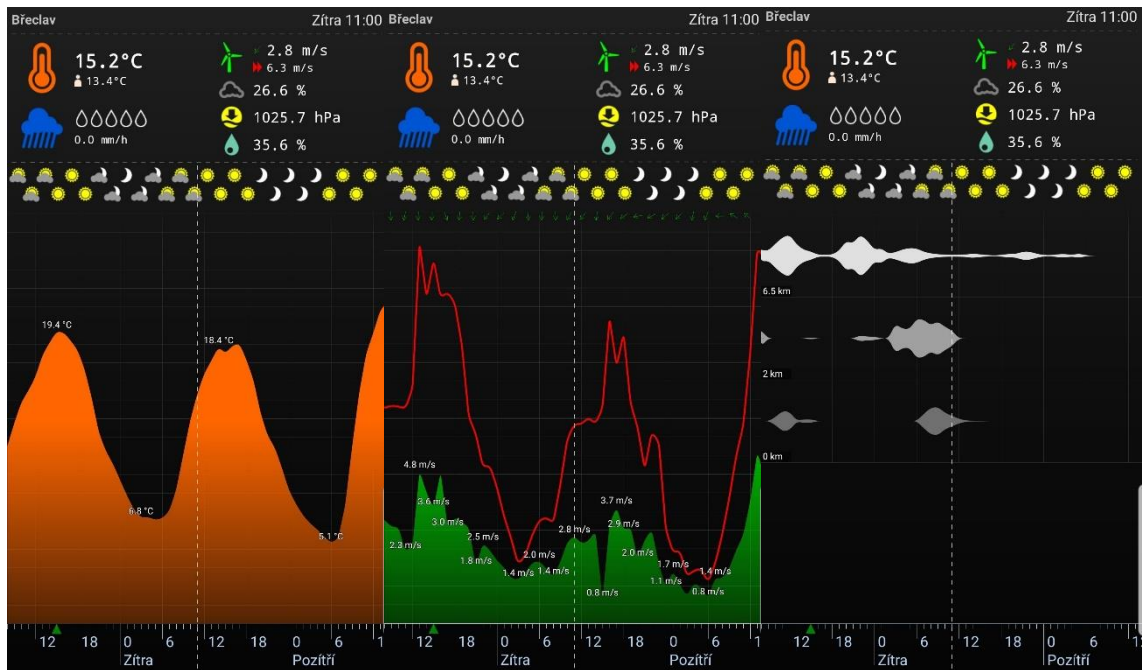 Břeclav Zítra 11:00
15.2°C
13.4°C
0.0 mm/h
2.8 m/s
6.3 m/s
26.6 %
1025.7 hPa
35.6 %
19.4 °C
18.4 °C
6.8 °C
5.1 °C
12 18 0 6 12 18 0 6 1
Zítra Pozítří
Břeclav Zítra 11:00
15.2°C
13.4°C
0.0 mm/h
2.8 m/s
6.3 m/s
26.6 %
1025.7 hPa
35.6 %
4.8 m/s
3.6 m/s
3.0 m/s
2.3 m/s
2.5 m/s
1.8 m/s
1.4 m/s
2.0 m/s
1.4 m/s
2.8 m/s
0.8 m/s
3.7 m/s
2.9 m/s
2.0 m/s
1.7 m/s
1.1 m/s
1.4 m/s
0.8 m/s
12 18 0 6 12 18 0 6 1
Zítra Pozítří
Břeclav Zítra 11:00
15.2°C
13.4°C
0.0 mm/h
2.8 m/s
6.3 m/s
26.6 %
1025.7 hPa
35.6 %
6.5 km
2 km
0 km
12 18 0 6 12 18 0 6 1
Zítra Pozítří